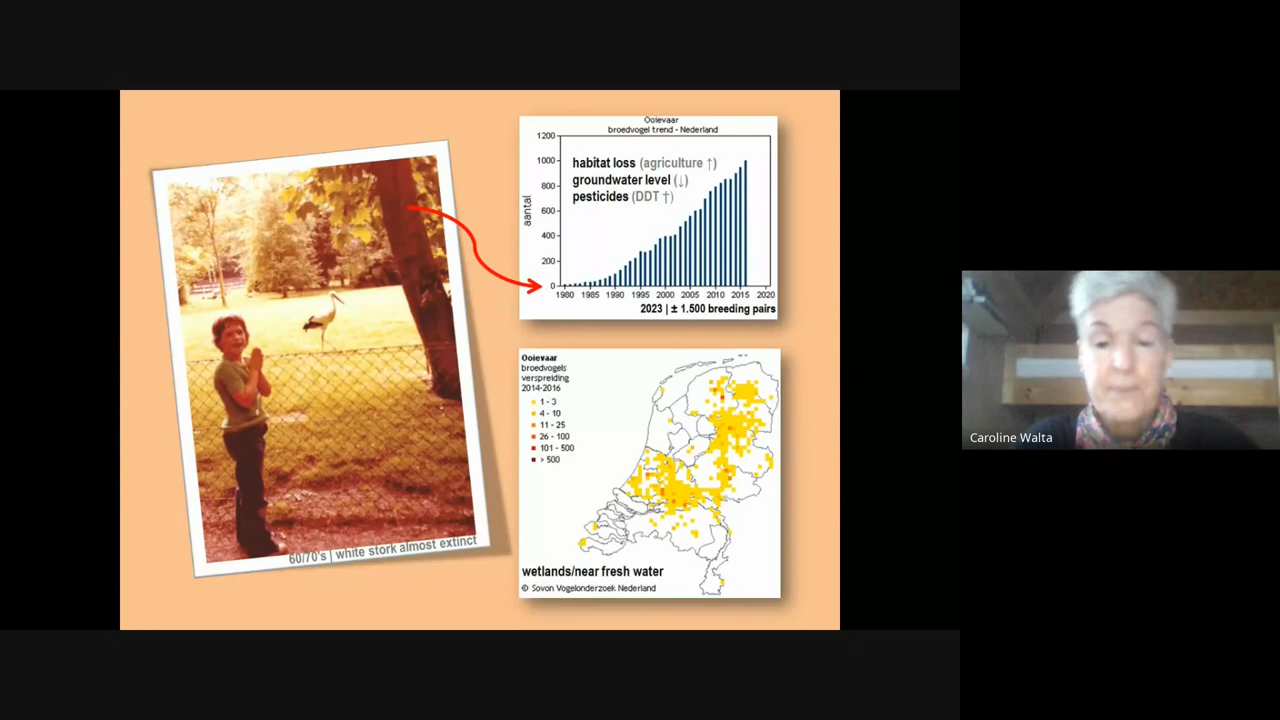 60/70's | white stork almost extinct
Ooievaar
broedvogel trend - Nederland
aantal
1200
1000
800
600
400
200
0
habitat loss (agriculture ↑)
groundwater level (↓)
pesticides (DDT †)
1980 1985 1990 1995 2000 2005 2010 2015 2020
2023 | ± 1.500 breeding pairs
Ooievaar
broedvogels
verspreiding
2014-2016
1 - 3
4 - 10
11 - 25
26 - 100
101 - 500
> 500
wetlands/near fresh water
© Sovon Vogelonderzoek Nederland
Caroline Walta